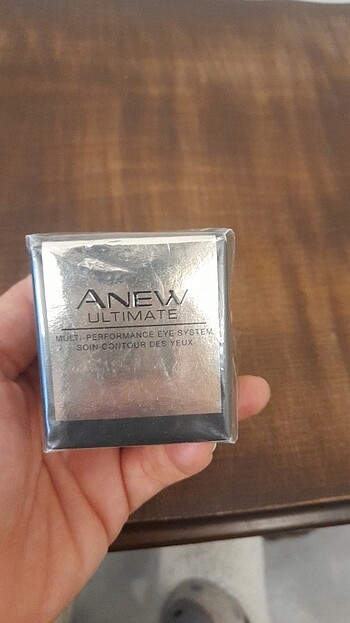 ANEW
ULTIMATE
MULTI-PERFORMANCE EYE SYSTEM
SOIN CONTOUR DES YEUX